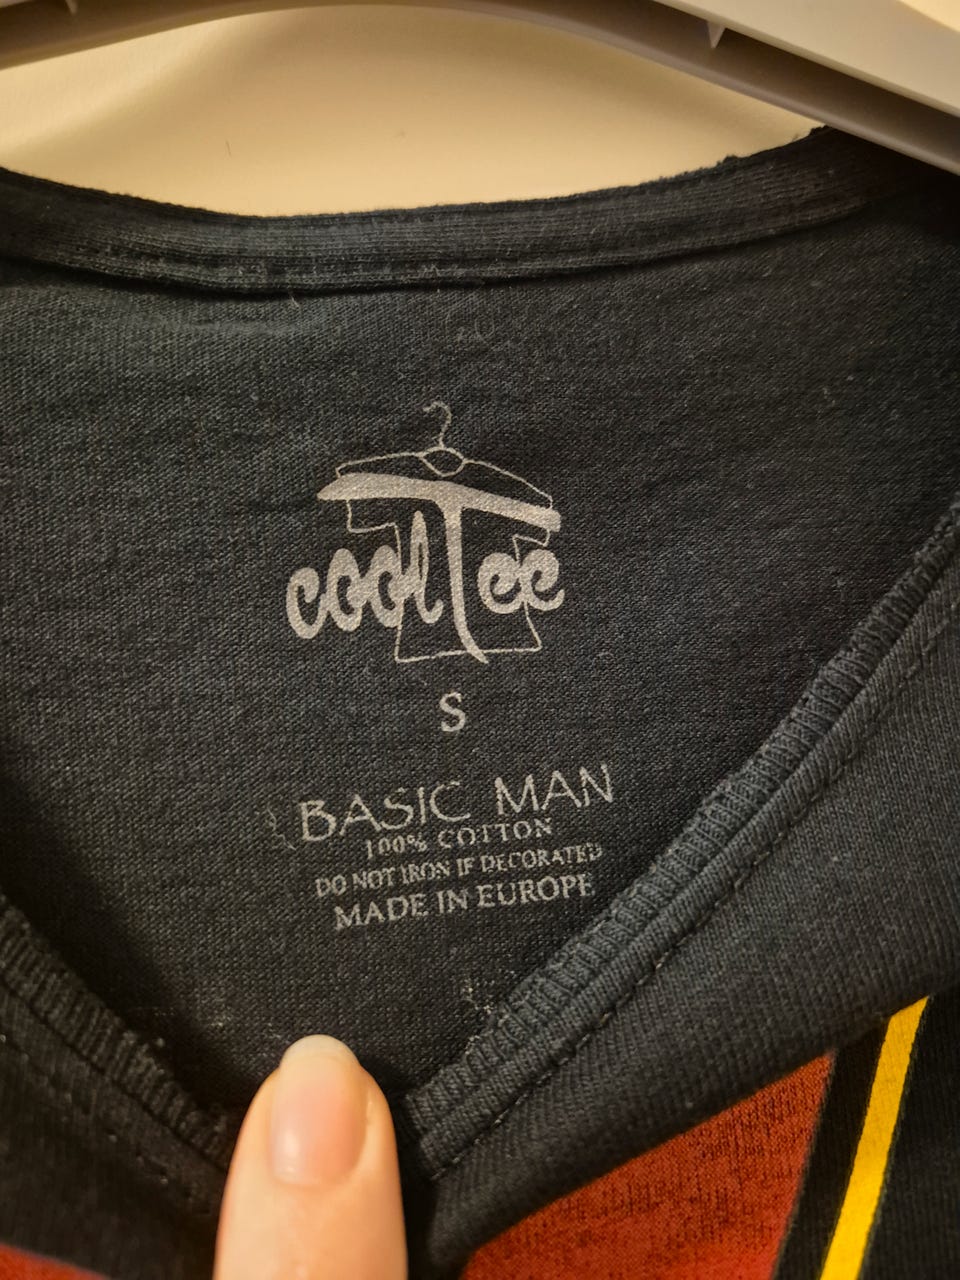 coolTee
S
BASIC MAN
100% COTTON
DO NOT IRON IF DECORATED
MADE IN EUROPE